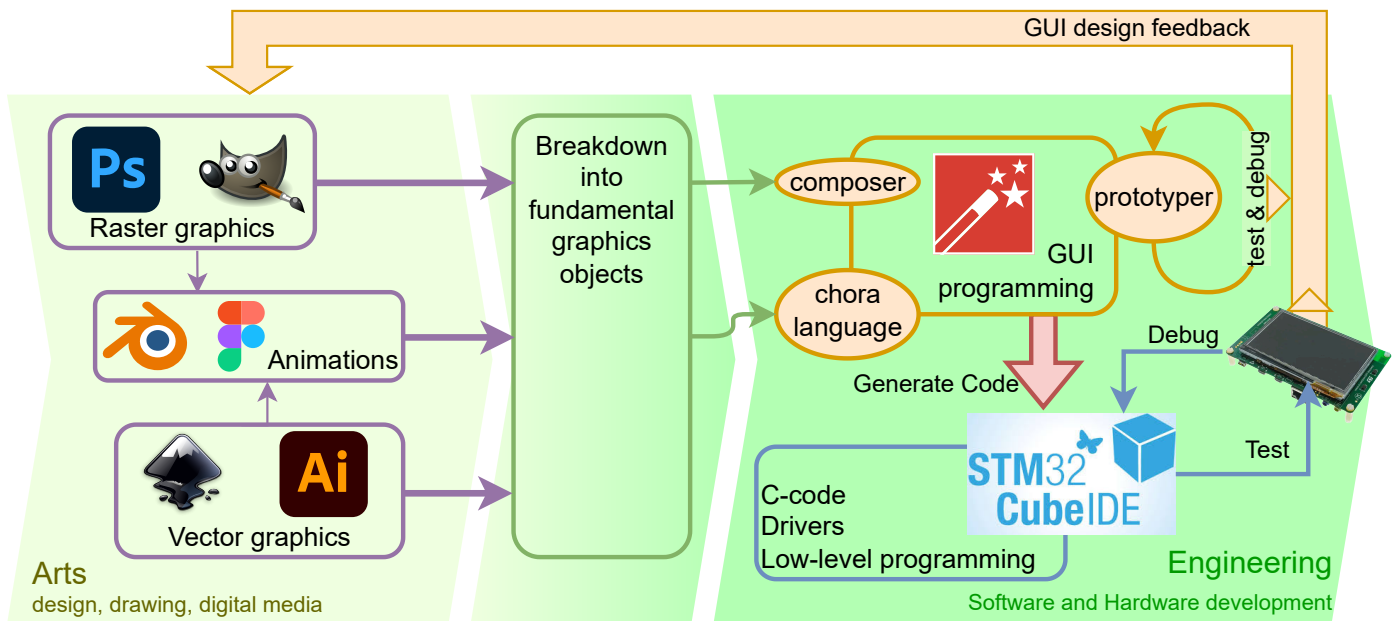 GUI design feedback
Ps
Raster graphics
Animations
Ai
Vector graphics
Arts
design, drawing, digital media
Breakdown
into
fundamental
graphics
objects
composer
chora
language
GUI
programming
prototyper
test & debug
Generate Code
Debug
Test
STM32
CubeIDE
C-code
Drivers
Low-level programming
Engineering
Software and Hardware development